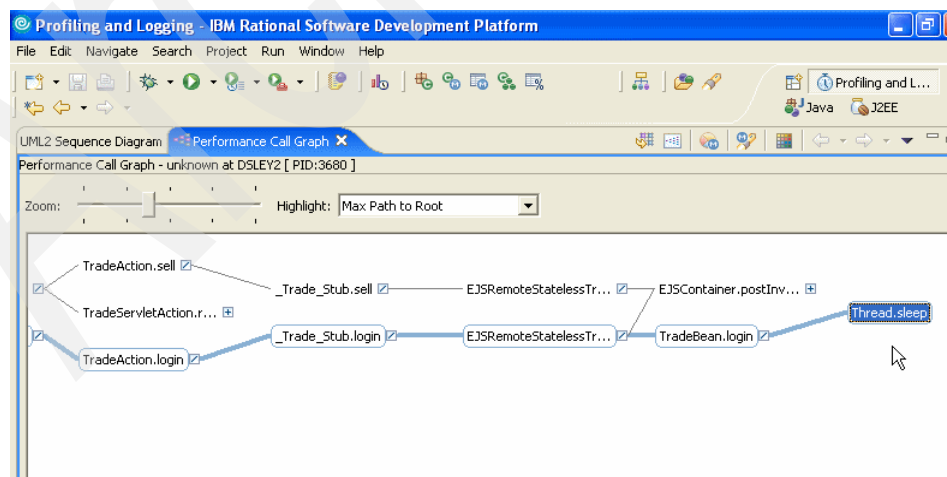 Profiling and Logging - IBM Rational Software Development Platform
File Edit Navigate Search Project Run Window Help
Profiling and L...
Java J2EE
UML2 Sequence Diagram Performance Call Graph
Performance Call Graph - unknown at DSLEY2 [ PID:3680 ]
Zoom: Highlight: Max Path to Root
TradeAction.sell
_Trade_Stub.sell EJSRemoteStatelessTr... EJSContainer.postInv...
TradeServletAction.r... Thread.sleep
_Trade_Stub.login EJSRemoteStatelessTr... TradeBean.login
TradeAction.login